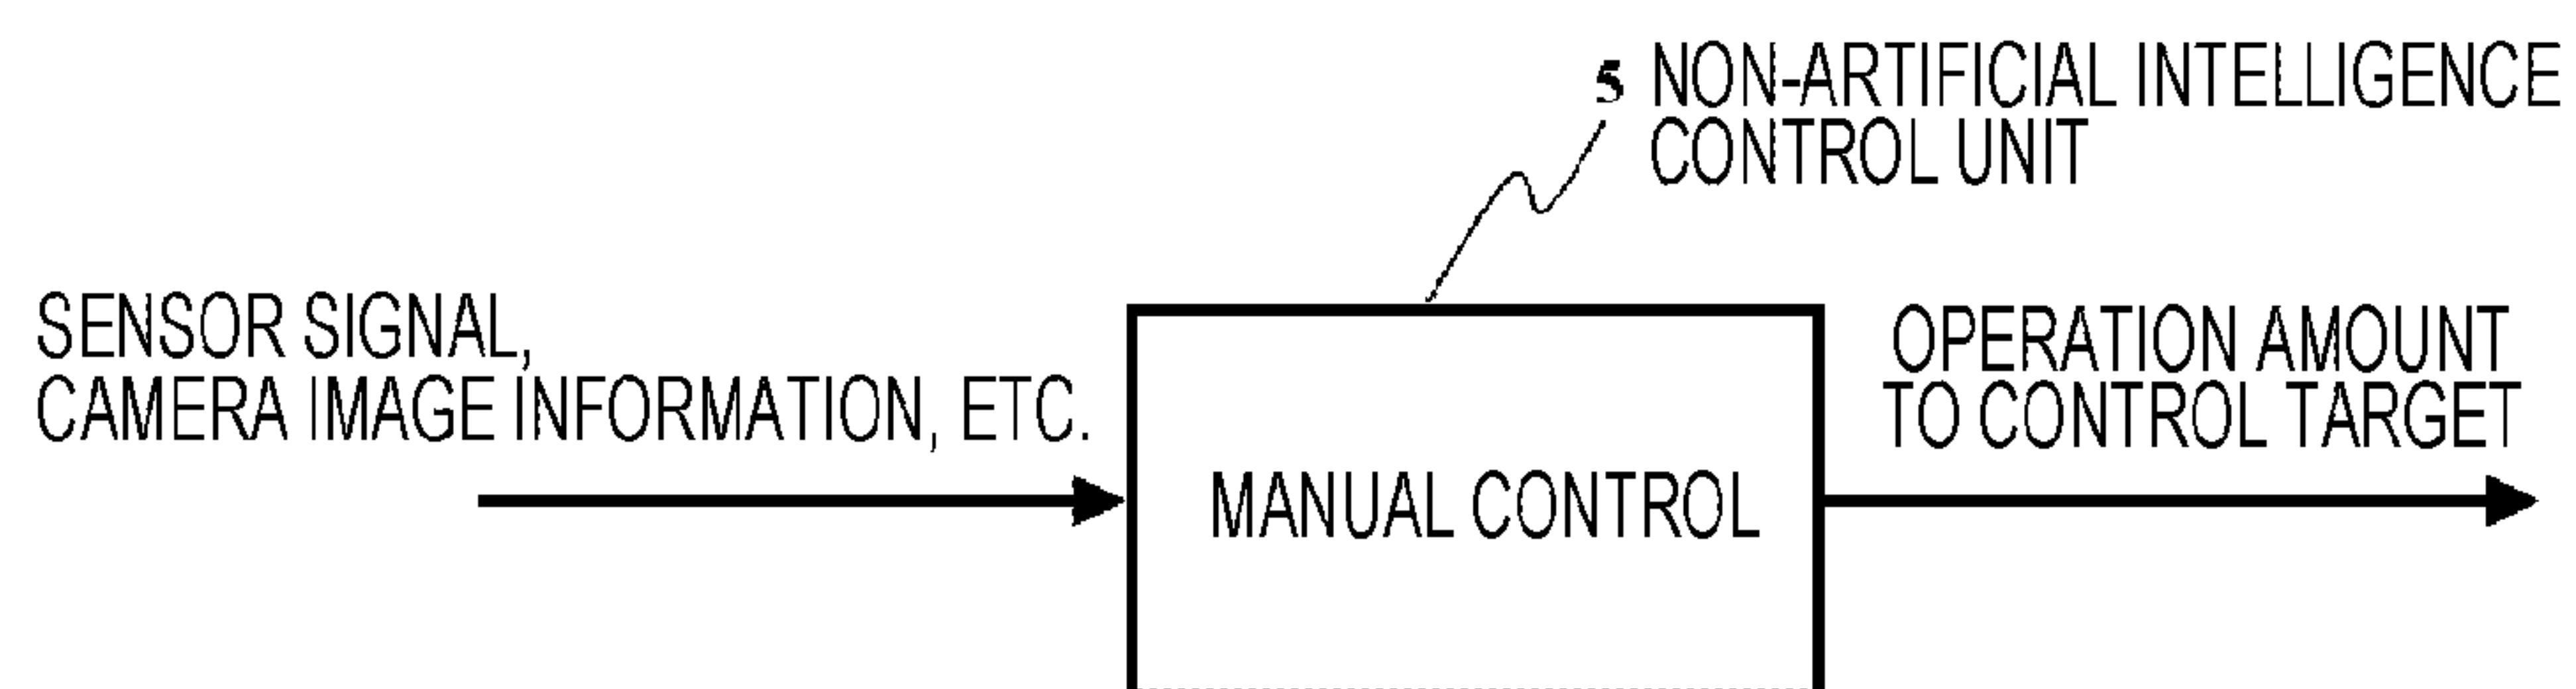 5 NON-ARTIFICIAL INTELLIGENCE
CONTROL UNIT
SENSOR SIGNAL,
CAMERA IMAGE INFORMATION, ETC.
OPERATION AMOUNT
TO CONTROL TARGET
MANUAL CONTROL